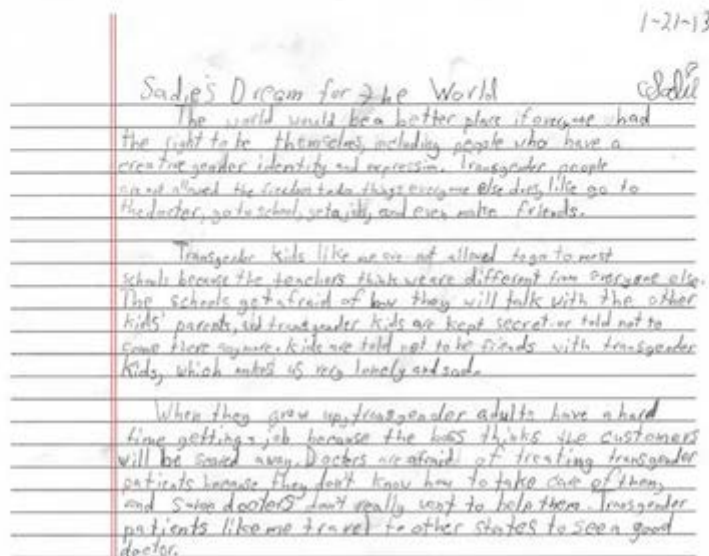 1-21-13
Sadie's Dream for the World
Sadie
The world would be a better place if everyone had
the right to be themselves, including people who have a
creative gender identity and expression. Transgender people
are not allowed the freedom to do things everyone else does, like go to
the doctor, go to school, get a job, and even make friends.
Transgender kids like me are not allowed to go to most
schools because the teachers think we are different from everyone else.
The schools get afraid of how they will talk with the other
kids' parents, and transgender kids are kept secret or told not to
come there anymore. Kids are told not to be friends with transgender
kids, which makes us very lonely and sad.
When they grow up, transgender adults have a hard
time getting a job because the boss thinks the customers
will be scared away. Doctors are afraid of treating transgender
patients because they don't know how to take care of them,
and some doctors don't really want to help them. Transgender
patients like me travel to other states to see a good
doctor.